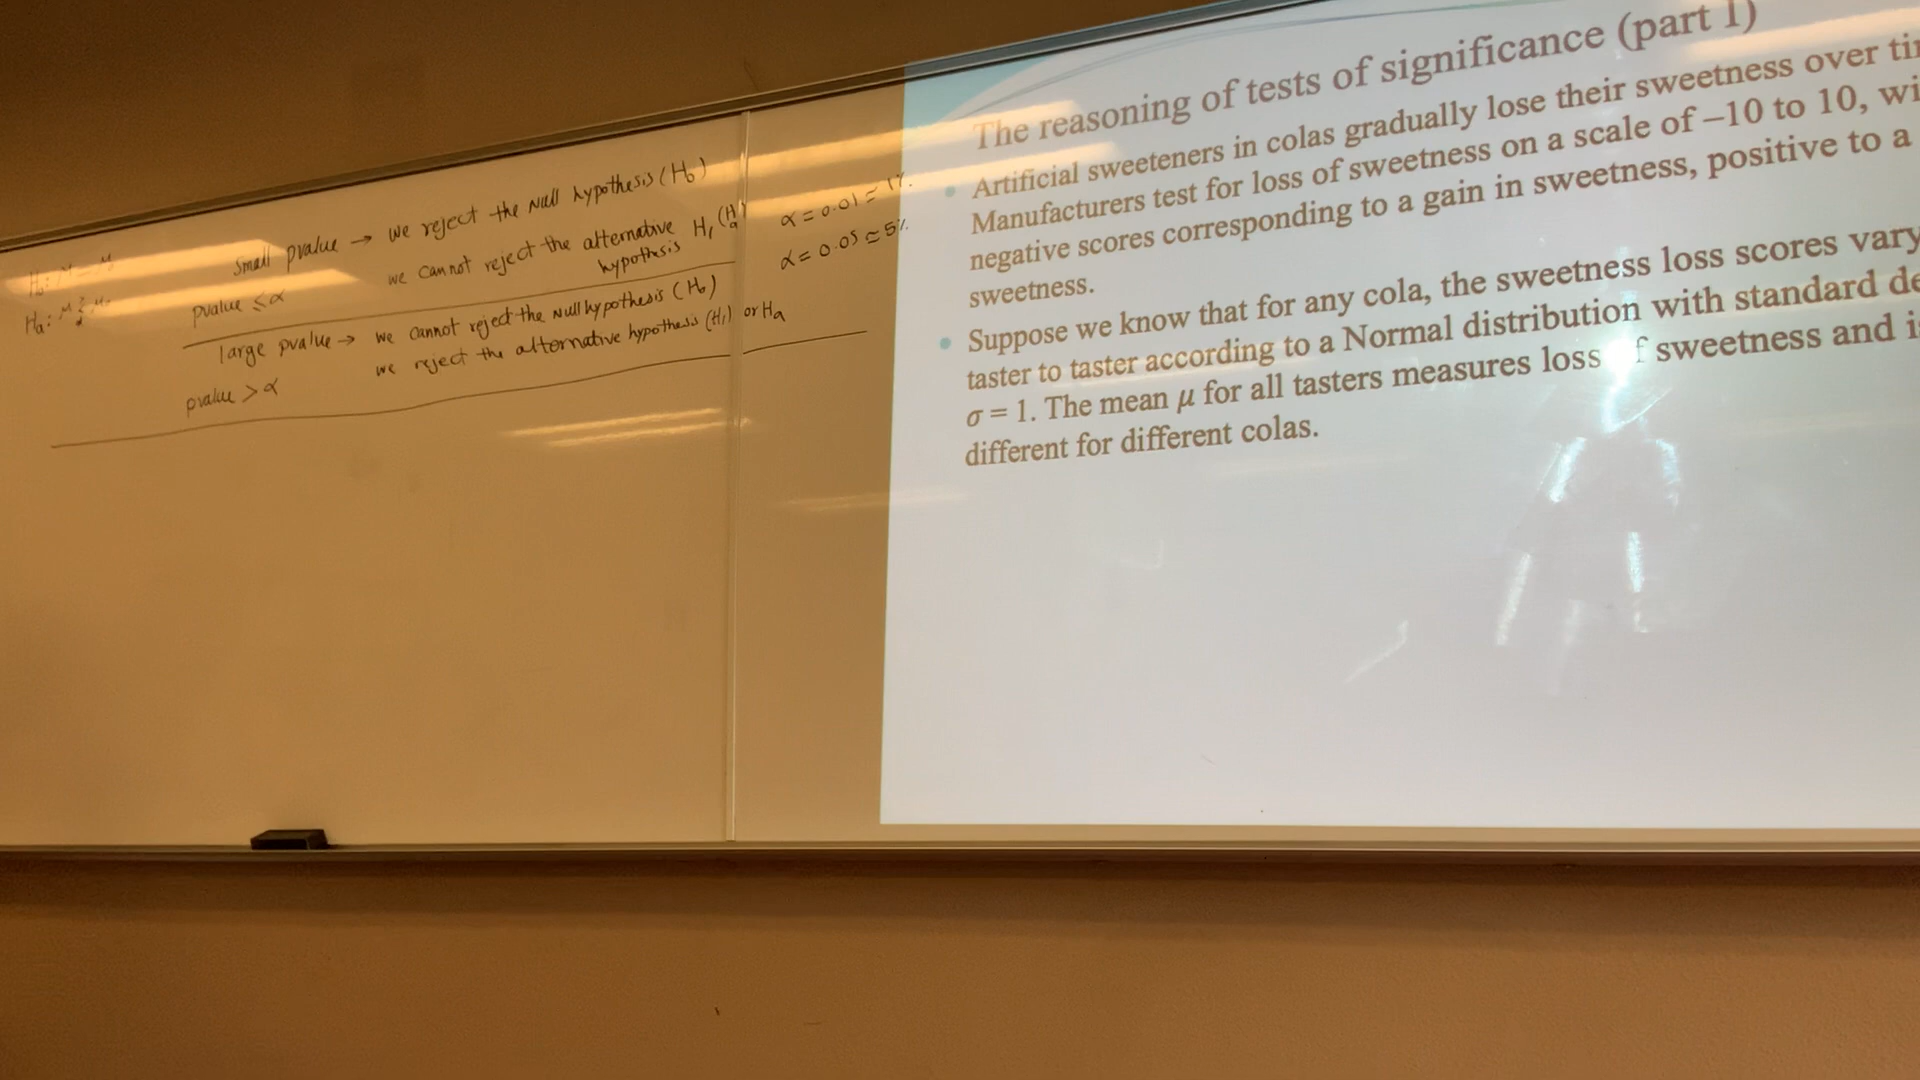 H₀: μ = μ₀
Hₐ: μ
small pvalue → we reject the Null hypothesis (H₀)
we cannot reject the alternative H₁ (Hₐ)
hypothesis
pvalue ≤ α
large pvalue → we cannot reject the Null hypothesis (H₀)
we reject the alternative hypothesis (H₁) or Hₐ
pvalue > α
α = 0.01 ≃ 1%
α = 0.05 ≃ 5%
The reasoning of tests of significance (part I)
• Artificial sweeteners in colas gradually lose their sweetness over
Manufacturers test for loss of sweetness on a scale of –10 to 10,
negative scores corresponding to a gain in sweetness, positive to a
sweetness.
• Suppose we know that for any cola, the sweetness loss scores vary
taster to taster according to a Normal distribution with standard
σ = 1. The mean μ for all tasters measures loss f sweetness and
different for different colas.